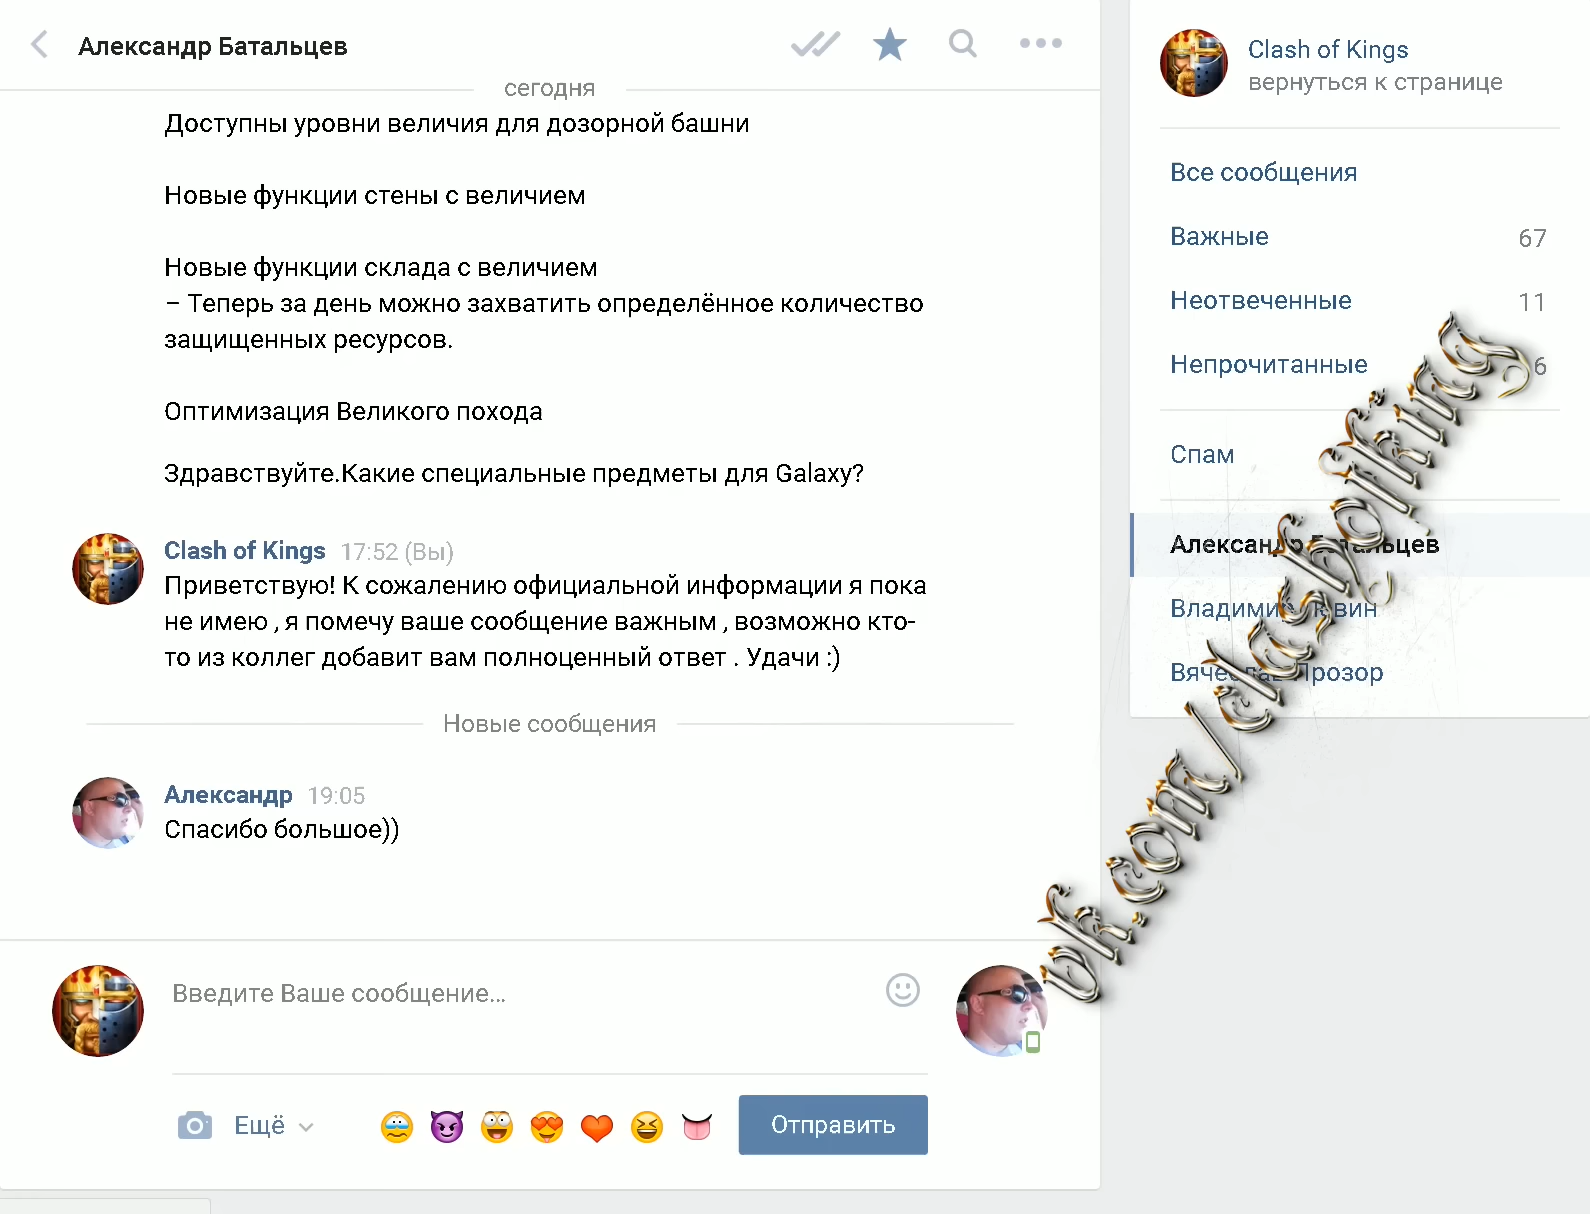 Александр Батальцев
сегодня
Доступны уровни величия для дозорной башни
Новые функции стены с величием
Новые функции склада с величием
– Теперь за день можно захватить определённое количество
защищенных ресурсов.
Оптимизация Великого похода
Здравствуйте.Какие специальные предметы для Galaxy?
Clash of Kings 17:52 (Вы)
Приветствую! К сожалению официальной информации я пока
не имею , я помечу ваше сообщение важным , возможно кто-
то из коллег добавит вам полноценный ответ . Удачи :)
Новые сообщения
Александр 19:05
Спасибо большое))
Введите Ваше сообщение...
Ещё
Отправить
Clash of Kings
вернуться к странице
Все сообщения
Важные 67
Неотвеченные 11
Непрочитанные 6
Спам
Александр Батальцев
Владимир
Вячеслав Прозор
vk.com/clashofking